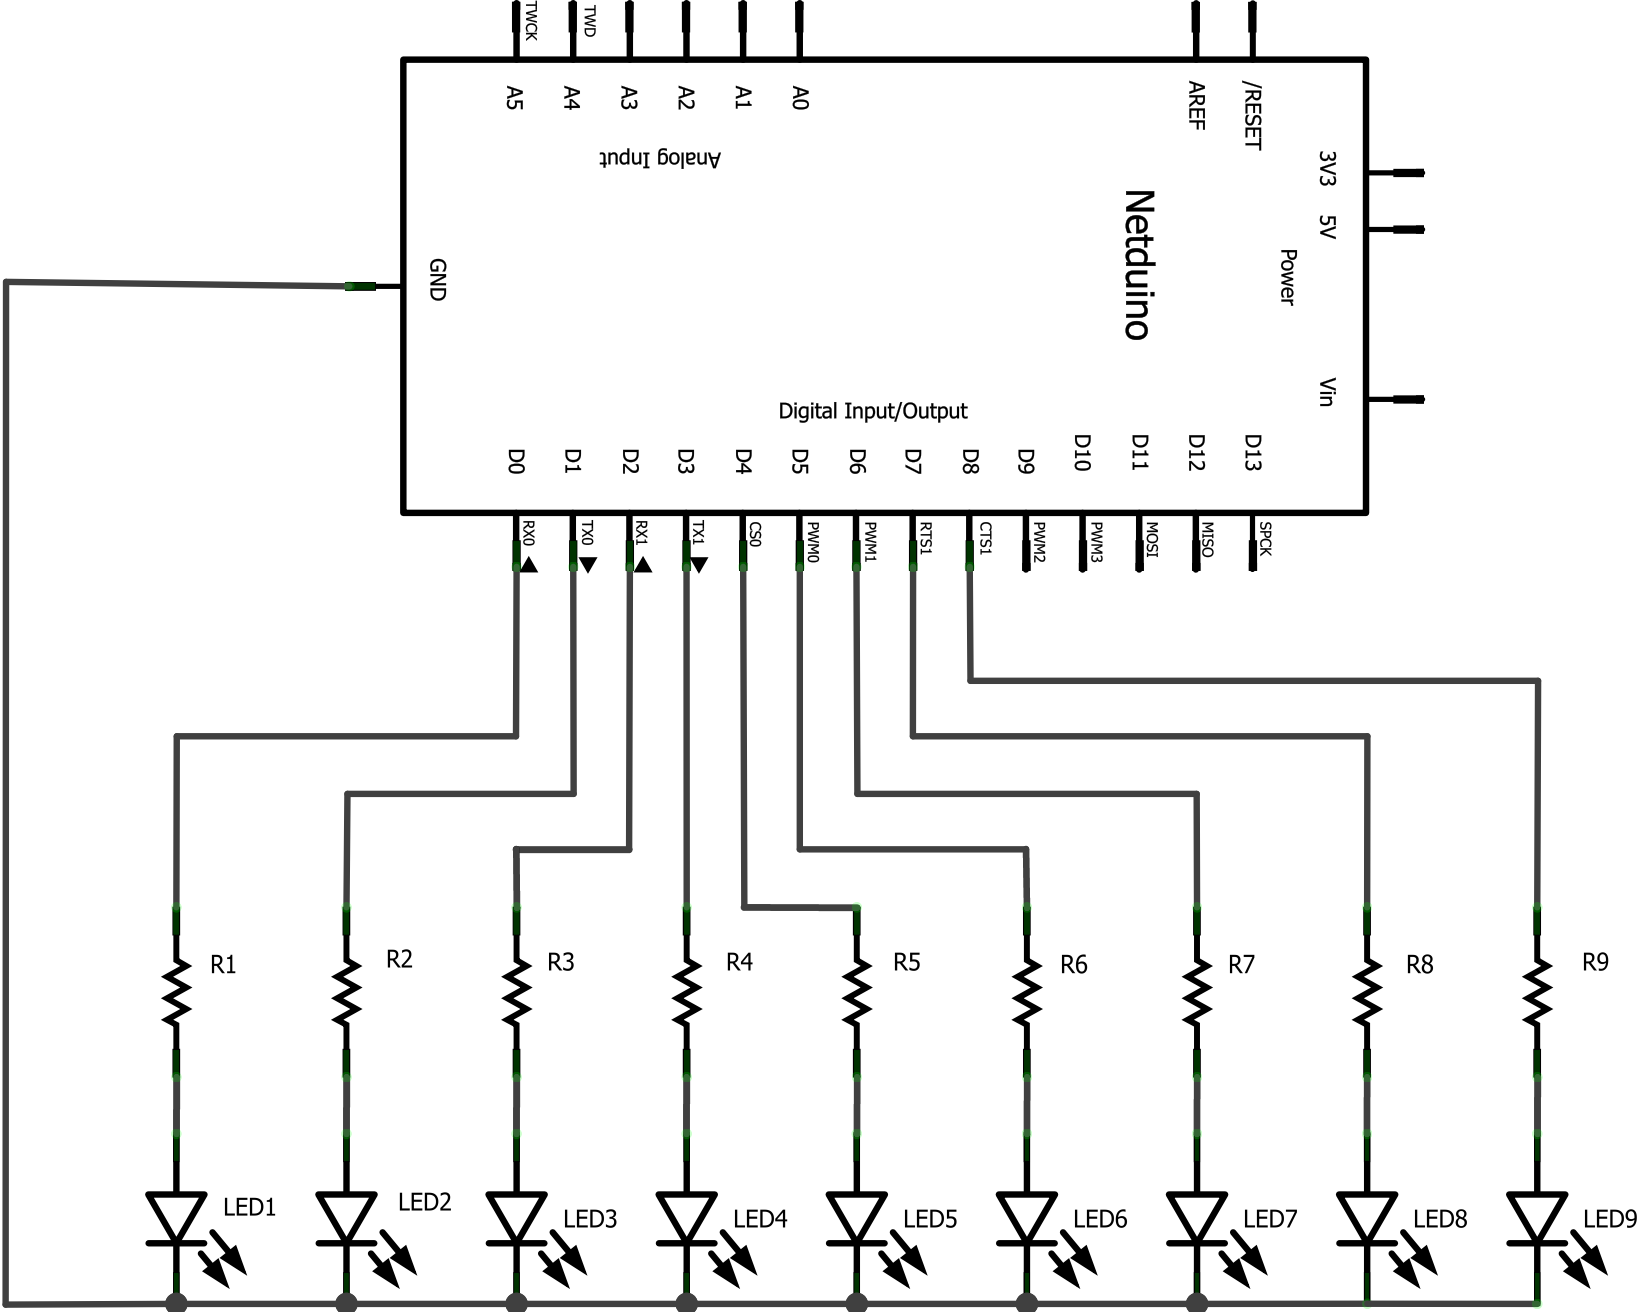 TWCK TWD
A5 A4 A3 A2 A1 A0 AREF /RESET
Analog Input
3V3
5V
Netduino
Power
GND
Vin
Digital Input/Output
D0 D1 D2 D3 D4 D5 D6 D7 D8 D9 D10 D11 D12 D13
RX0 TX0 RX1 TX1 CS0 PWM0 PWM1 RTS1 CTS1 PWM2 PWM3 MOSI MISO SPCK
R1 R2 R3 R4 R5 R6 R7 R8 R9
LED1 LED2 LED3 LED4 LED5 LED6 LED7 LED8 LED9